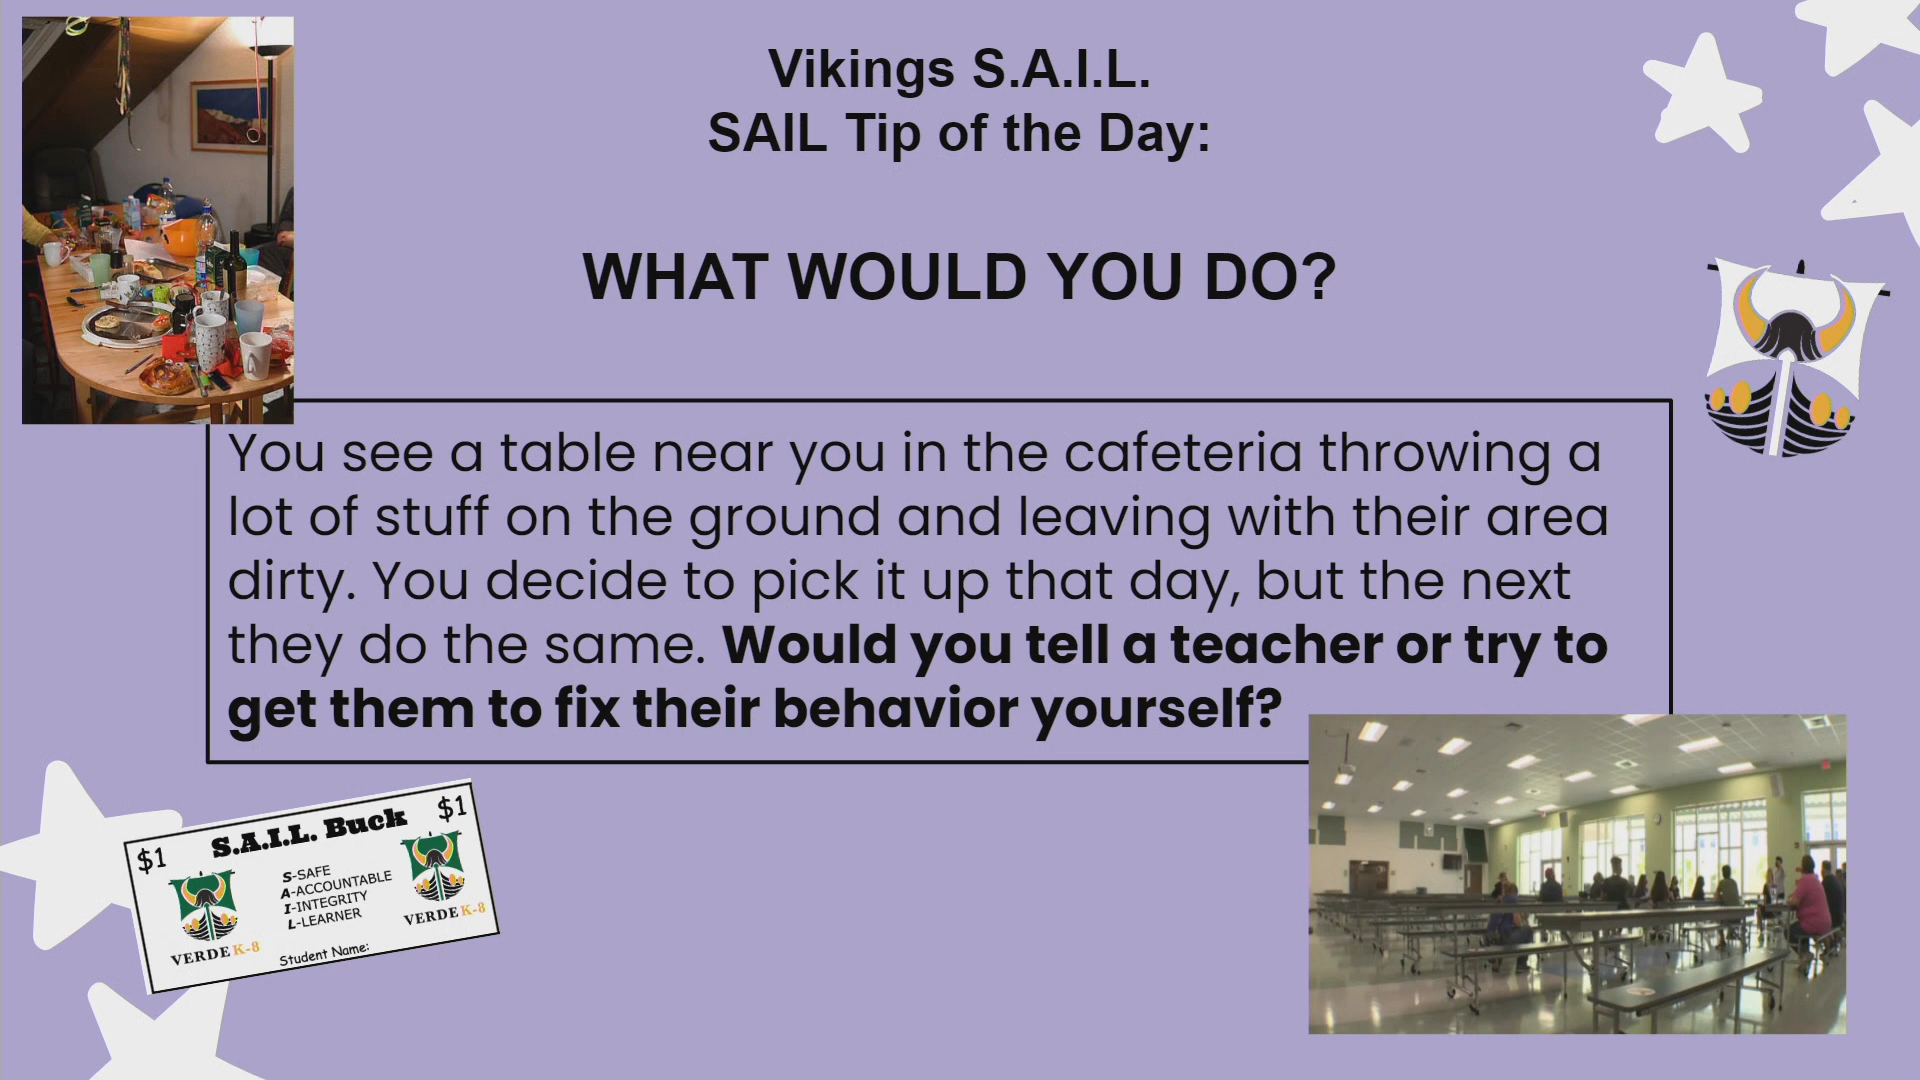 Vikings S.A.I.L.
SAIL Tip of the Day:
WHAT WOULD YOU DO?
You see a table near you in the cafeteria throwing a
lot of stuff on the ground and leaving with their area
dirty. You decide to pick it up that day, but the next
they do the same. Would you tell a teacher or try to
get them to fix their behavior yourself?
$1
S.A.I.L. Buck
$1
S-SAFE
A-ACCOUNTABLE
I-INTEGRITY
L-LEARNER
VERDE K-8
VERDE K-8
Student Name: